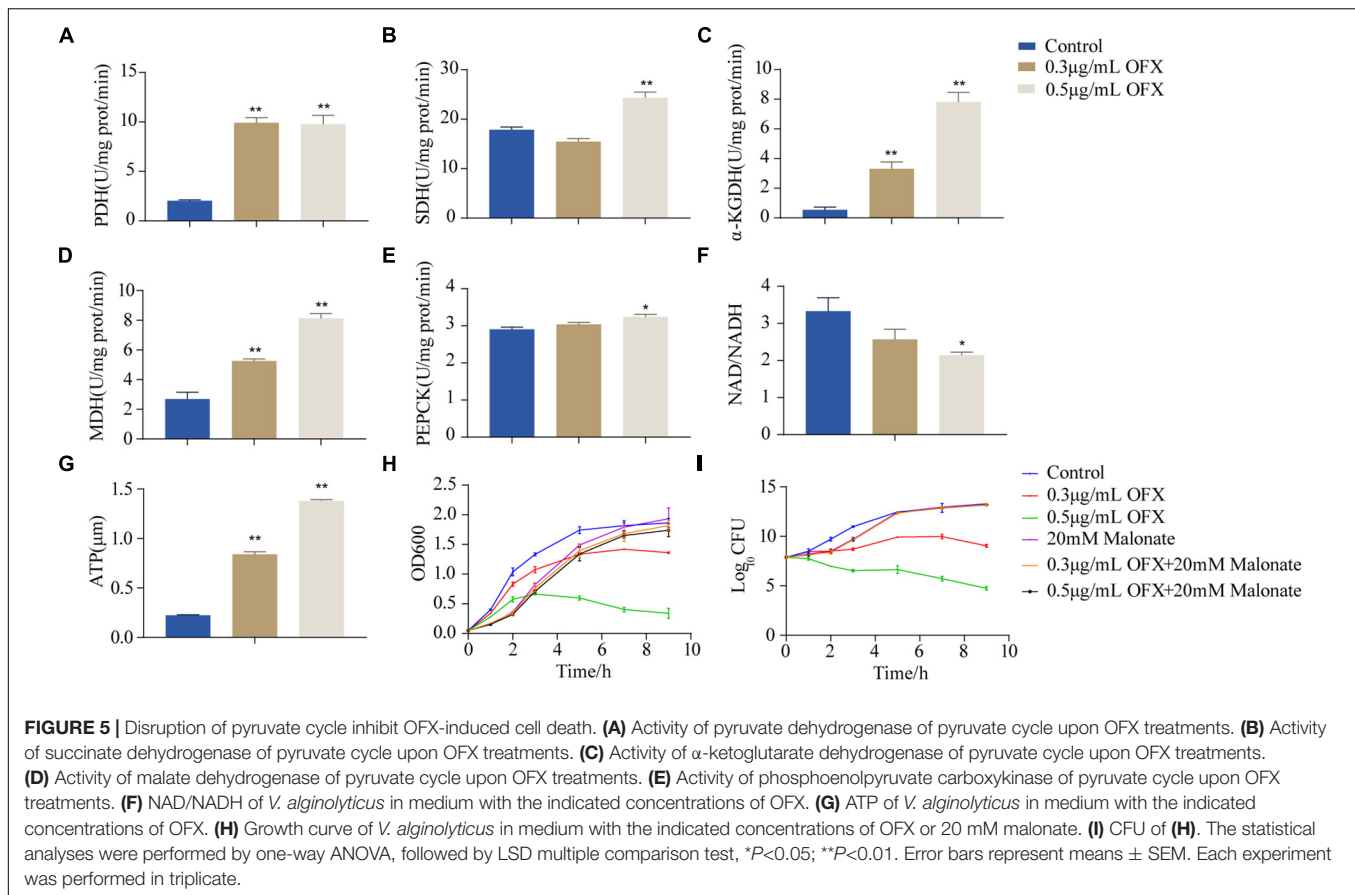 A
B
C
Control
0.3µg/mL OFX
0.5µg/mL OFX
PDH(U/mg prot/min)
15
10
5
0
**
**
SDH(U/mg prot/min)
30
20
10
0
**
α-KGDH(U/mg prot/min)
10
8
6
4
2
0
**
**
D
E
F
MDH(U/mg prot/min)
10
8
6
4
2
0
**
**
PEPCK(U/mg prot/min)
4
3
2
1
0
*
NAD/NADH
4
3
2
1
0
*
G
H
I
ATP(µm)
1.5
1.0
0.5
0.0
**
**
OD600
2.5
2.0
1.5
1.0
0.5
0.0
0 2 4 6 8 10
Time/h
Log10 CFU
15
10
5
0
0 2 4 6 8 10
Time/h
Control
0.3µg/mL OFX
0.5µg/mL OFX
20mM Malonate
0.3µg/mL OFX+20mM Malonate
0.5µg/mL OFX+20mM Malonate
FIGURE 5 | Disruption of pyruvate cycle inhibit OFX-induced cell death. (A) Activity of pyruvate dehydrogenase of pyruvate cycle upon OFX treatments. (B) Activity
of succinate dehydrogenase of pyruvate cycle upon OFX treatments. (C) Activity of α-ketoglutarate dehydrogenase of pyruvate cycle upon OFX treatments.
(D) Activity of malate dehydrogenase of pyruvate cycle upon OFX treatments. (E) Activity of phosphoenolpyruvate carboxykinase of pyruvate cycle upon OFX
treatments. (F) NAD/NADH of V. alginolyticus in medium with the indicated concentrations of OFX. (G) ATP of V. alginolyticus in medium with the indicated
concentrations of OFX. (H) Growth curve of V. alginolyticus in medium with the indicated concentrations of OFX or 20 mM malonate. (I) CFU of (H). The statistical
analyses were performed by one-way ANOVA, followed by LSD multiple comparison test, *P<0.05; **P<0.01. Error bars represent means ± SEM. Each experiment
was performed in triplicate.